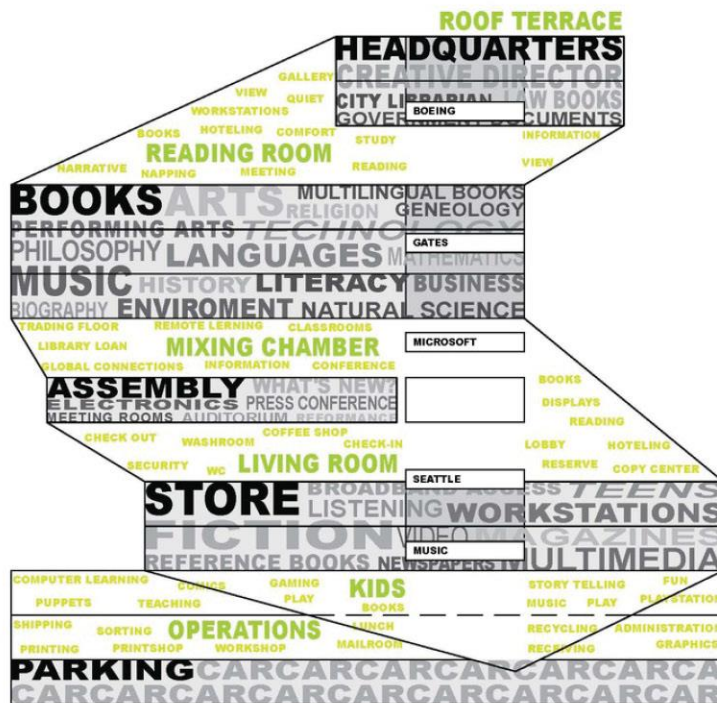 ROOF TERRACE
HEADQUARTERS
GALLERY CREATIVE DIRECTOR
VIEW QUIET CITY LIBRARIAN NEW BOOKS
WORKSTATIONS BOEING
GOVERNMENT DOCUMENTS
BOOKS HOTELING COMFORT STUDY INFORMATION
READING ROOM
NARRATIVE NAPPING MEETING READING VIEW
BOOKS ARTS MULTILINGUAL BOOKS
RELIGION GENEOLOGY
PERFORMING ARTS TECHNOLOGY
GATES
PHILOSOPHY LANGUAGES MATHEMATICS
MUSIC HISTORY LITERACY BUSINESS
BIOGRAPHY ENVIROMENT NATURAL SCIENCE
TRADING FLOOR REMOTE LERNING CLASSROOMS
LIBRARY LOAN MIXING CHAMBER MICROSOFT
GLOBAL CONNECTIONS INFORMATION CONFERENCE
ASSEMBLY WHAT'S NEW? BOOKS
ELECTRONICS PRESS CONFERENCE DISPLAYS
MEETING ROOMS AUDITORIUM REFORMANCE READING
COFFEE SHOP
CHECK OUT WASHROOM CHECK-IN LOBBY HOTELING
SECURITY WC LIVING ROOM RESERVE COPY CENTER
SEATTLE
STORE BROADBAND ACCESS TEENS
LISTENING WORKSTATIONS
FICTION VIDEO MAGAZINES
MUSIC
REFERENCE BOOKS NEWSPAPERS MULTIMEDIA
COMPUTER LEARNING COMICS GAMING KIDS STORY TELLING FUN
PUPPETS TEACHING PLAY BOOKS MUSIC PLAY PLAYSTATION
SHIPPING SORTING OPERATIONS LUNCH RECYCLING ADMINISTRATION
PRINTING PRINTSHOP WORKSHOP MAILROOM RECEIVING GRAPHICS
PARKING CARCARCARCARCARCARCA
CARCARCARCARCARCARCARCARCA